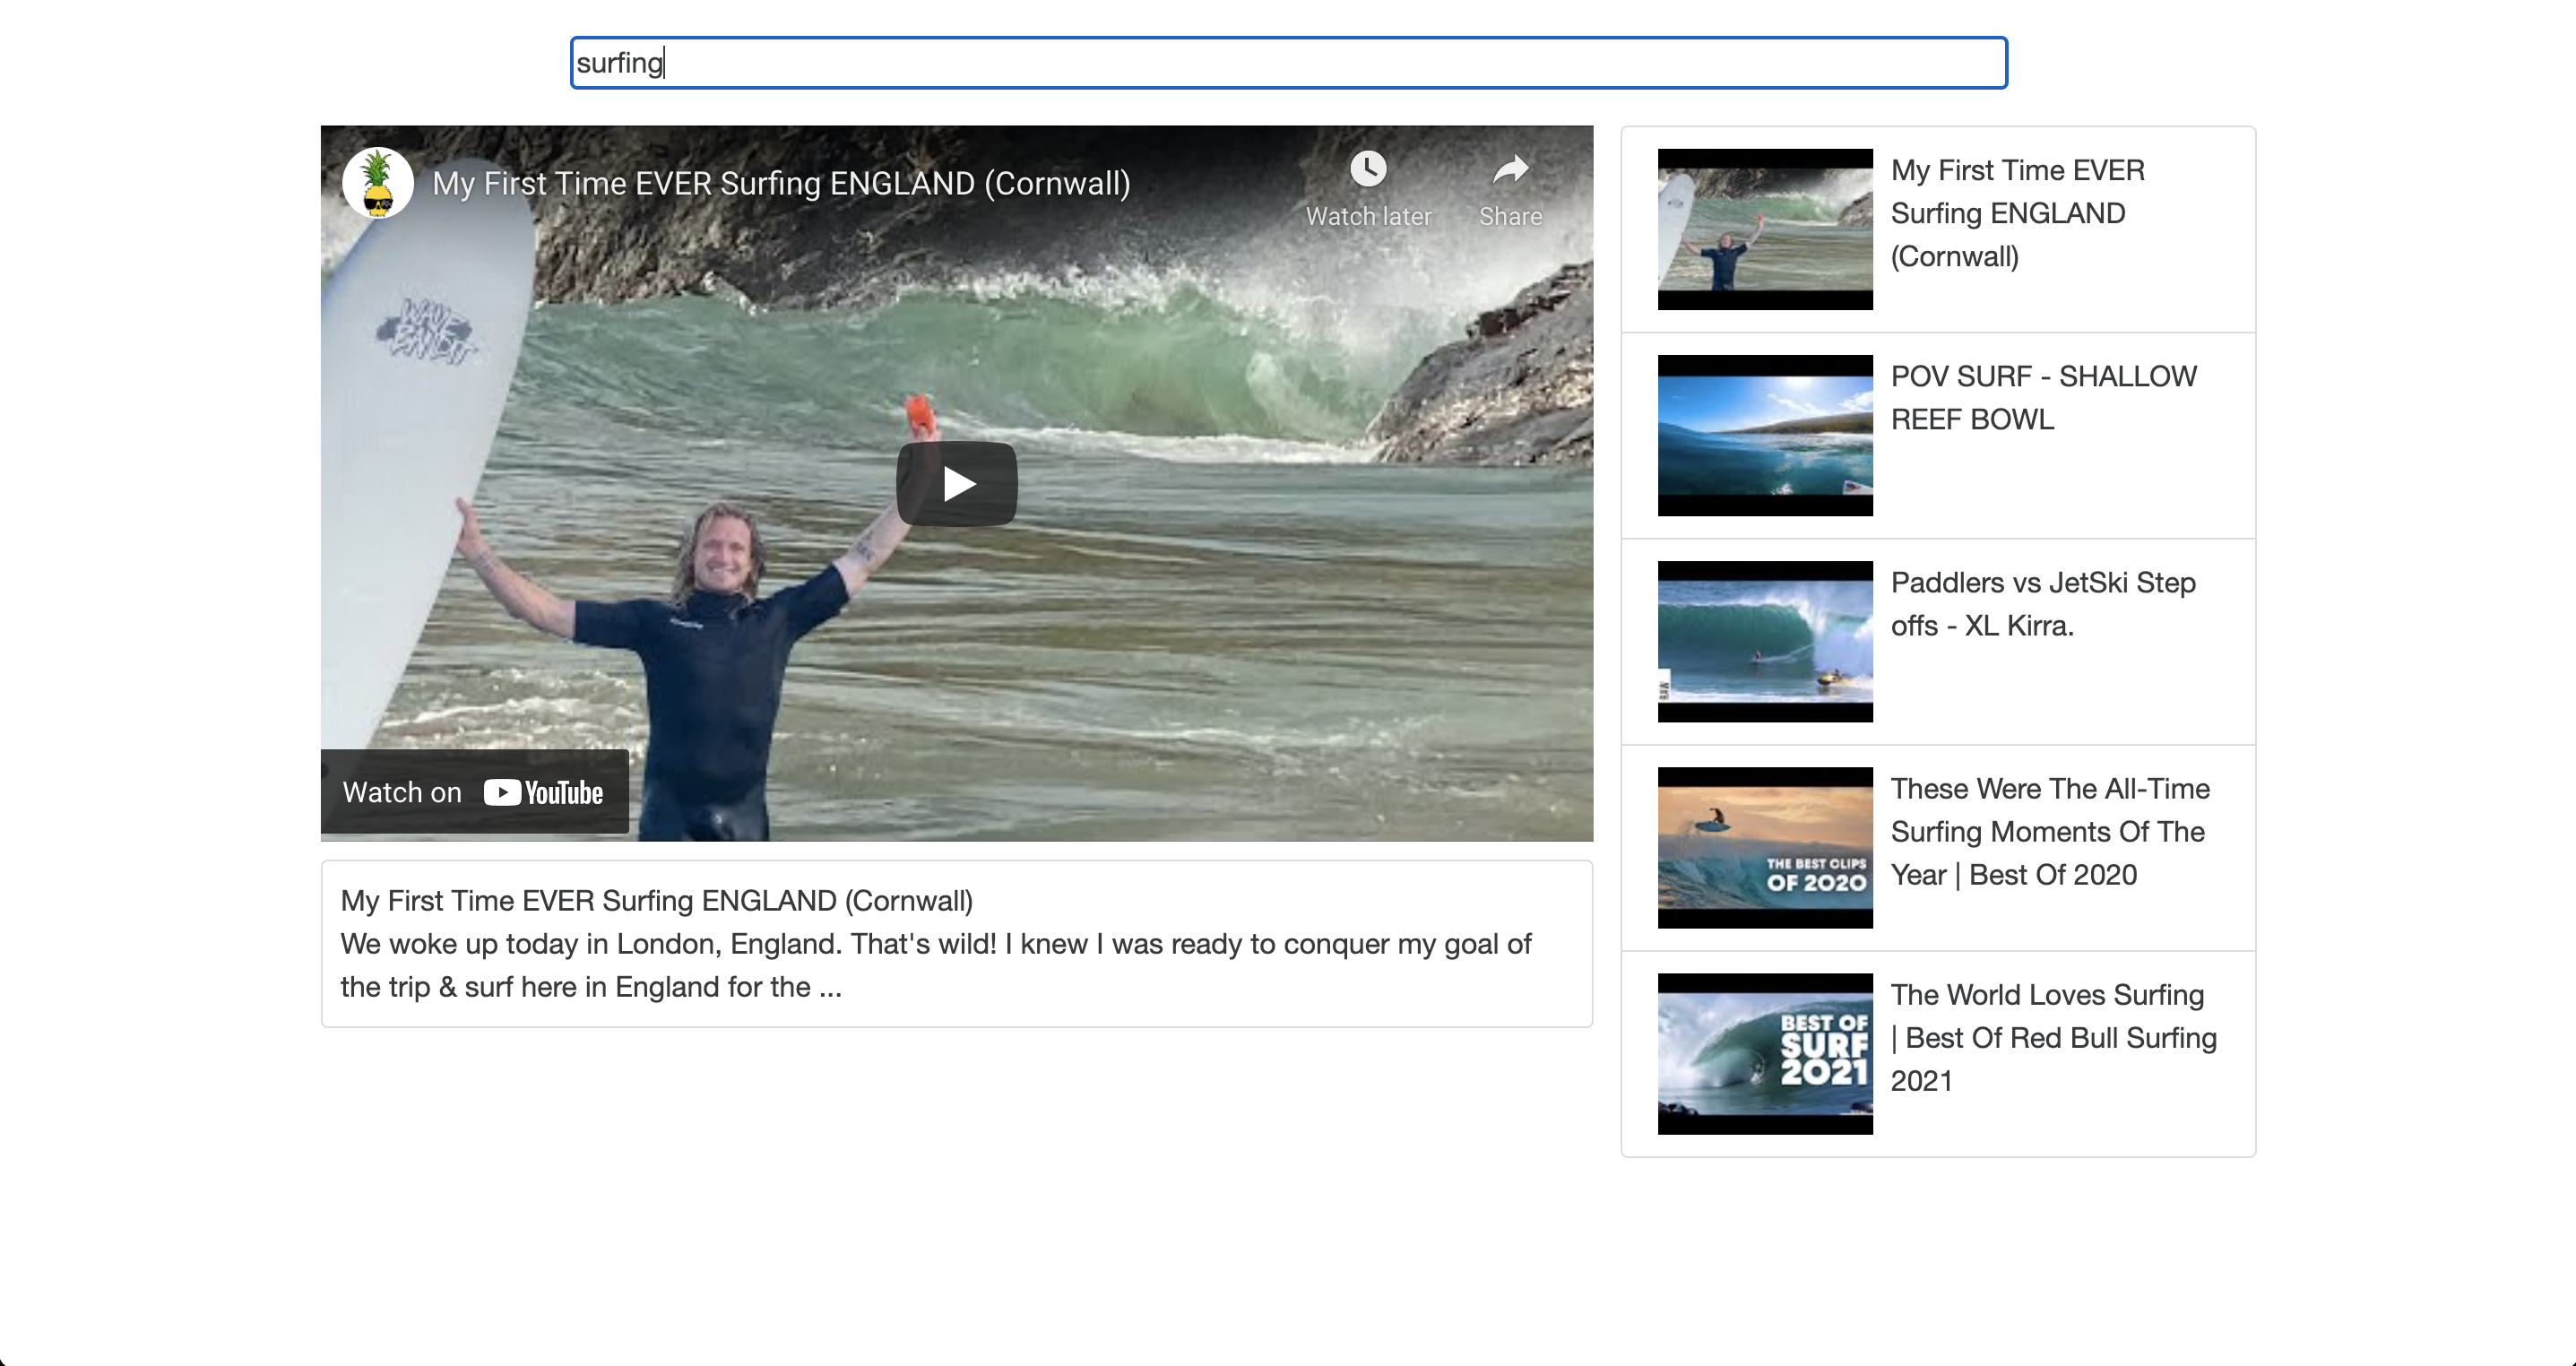 surfing
My First Time EVER Surfing ENGLAND (Cornwall)
Watch later
Share
WAVE
BANDIT
Watch on YouTube
My First Time EVER Surfing ENGLAND (Cornwall)
We woke up today in London, England. That's wild! I knew I was ready to conquer my goal of
the trip & surf here in England for the ...
My First Time EVER
Surfing ENGLAND
(Cornwall)
POV SURF - SHALLOW
REEF BOWL
Paddlers vs JetSki Step
offs - XL Kirra.
THE BEST CLIPS
OF 2020
These Were The All-Time
Surfing Moments Of The
Year | Best Of 2020
BEST OF
SURF
2021
The World Loves Surfing
| Best Of Red Bull Surfing
2021